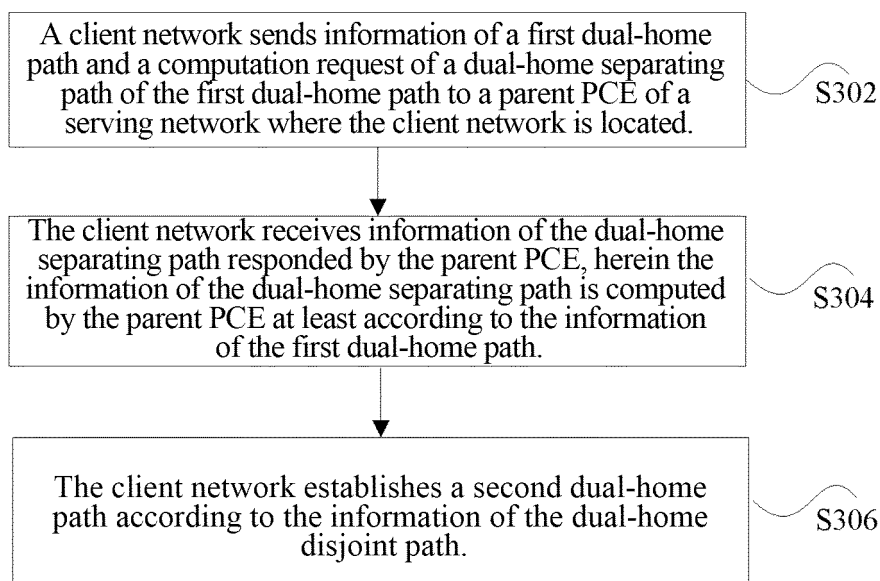 A client network sends information of a first dual-home
path and a computation request of a dual-home separating
path of the first dual-home path to a parent PCE of a
serving network where the client network is located.
S302
The client network receives information of the dual-home
separating path responded by the parent PCE, herein the
information of the dual-home separating path is computed
by the parent PCE at least according to the information
of the first dual-home path.
S304
The client network establishes a second dual-home
path according to the information of the dual-home
disjoint path.
S306